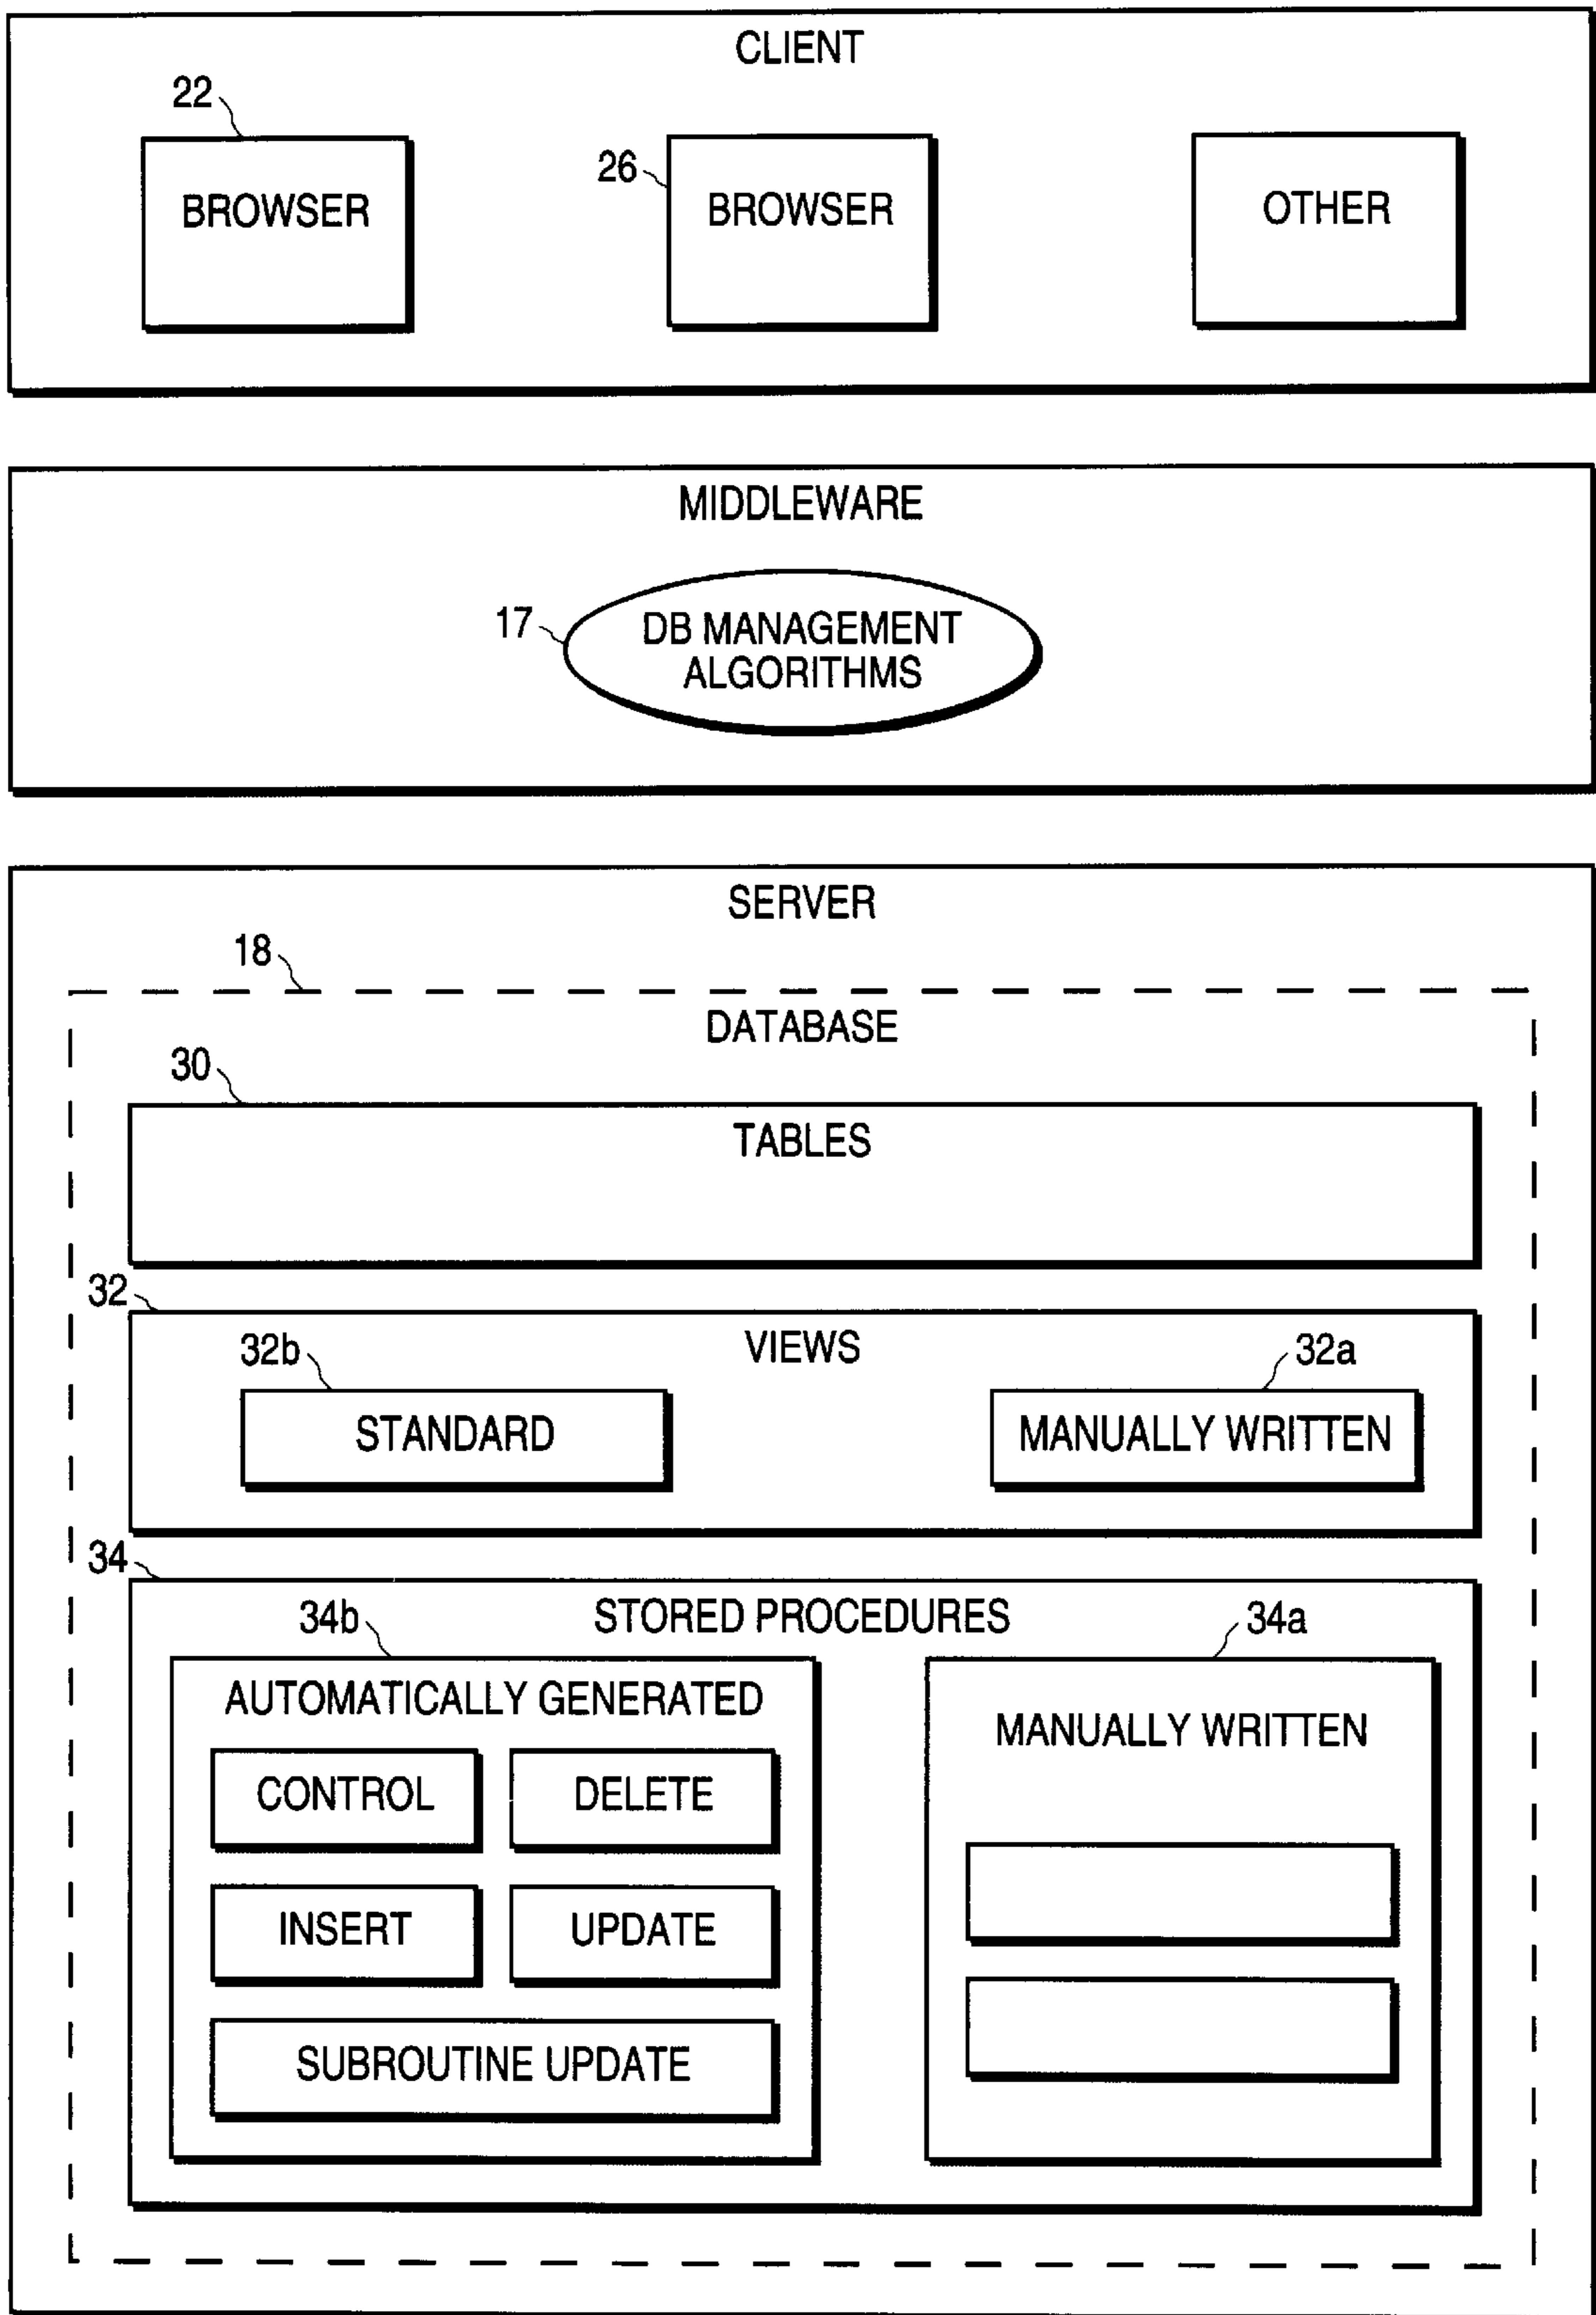 CLIENT
22
BROWSER
26
BROWSER
OTHER
MIDDLEWARE
17
DB MANAGEMENT
ALGORITHMS
SERVER
18
DATABASE
30
TABLES
32
VIEWS
32b
STANDARD
32a
MANUALLY WRITTEN
34
STORED PROCEDURES
34b
AUTOMATICALLY GENERATED
CONTROL
DELETE
INSERT
UPDATE
SUBROUTINE UPDATE
34a
MANUALLY WRITTEN